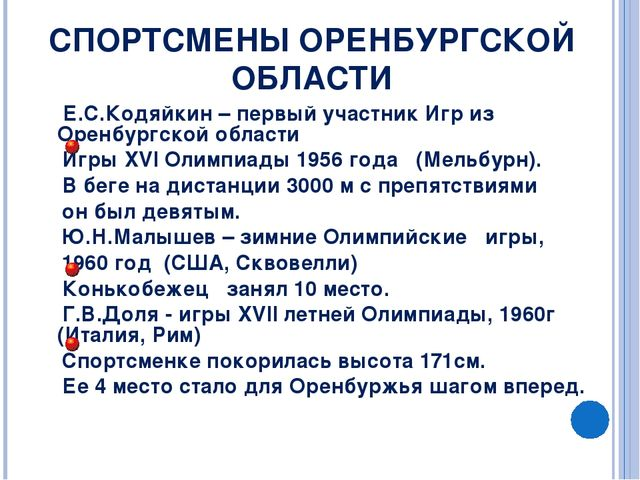 СПОРТСМЕНЫ ОРЕНБУРГСКОЙ
ОБЛАСТИ
Е.С.Кодяйкин – первый участник Игр из
Оренбургской области
Игры XVI Олимпиады 1956 года (Мельбурн).
В беге на дистанции 3000 м с препятствиями
он был девятым.
Ю.Н.Малышев – зимние Олимпийские игры,
1960 год (США, Сквовелли)
Конькобежец занял 10 место.
Г.В.Доля - игры XVII летней Олимпиады, 1960г
(Италия, Рим)
Спортсменке покорилась высота 171см.
Ее 4 место стало для Оренбуржья шагом вперед.